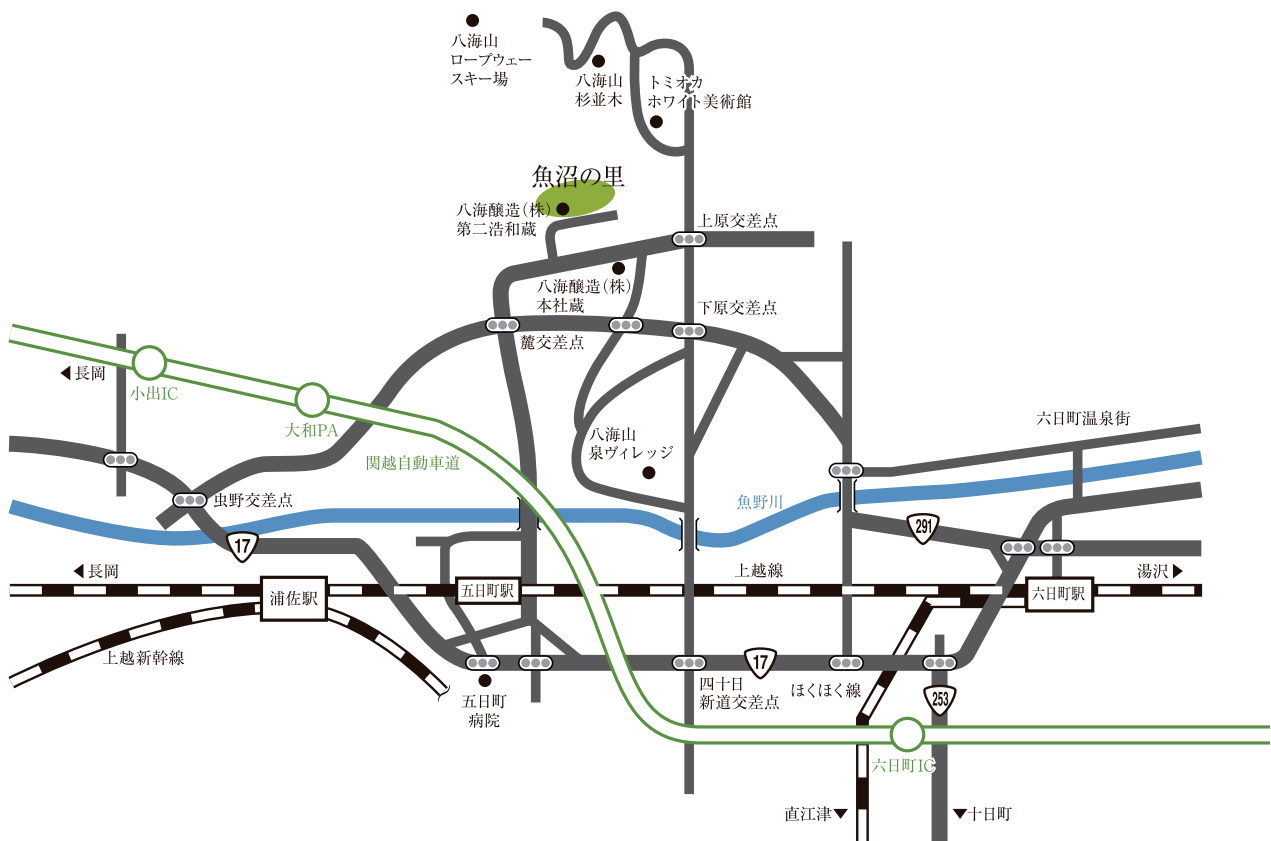 八海山
ロープウェー
スキー場
八海山
杉並木
トミオカ
ホワイト美術館
魚沼の里
八海醸造(株)
第二浩和蔵
上原交差点
八海醸造(株)
本社蔵
下原交差点
麓交差点
長岡
小出IC
大和PA
関越自動車道
八海山
泉ヴィレッジ
六日町温泉街
虫野交差点
魚野川
291
17
長岡
浦佐駅
五日町駅
上越線
湯沢
六日町駅
上越新幹線
五日町
病院
四十日
新道交差点
17
ほくほく線
253
六日町IC
直江津
十日町